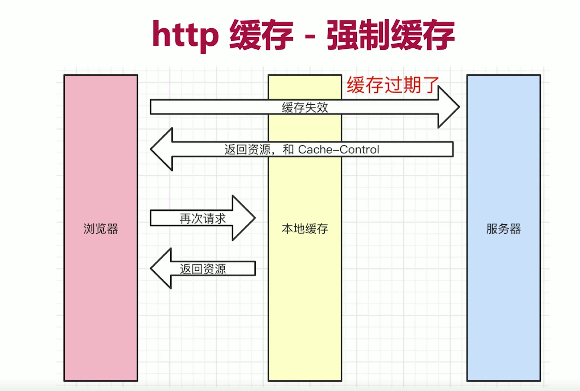 http 缓存 - 强制缓存
缓存过期了
缓存失效
返回资源，和 Cache-Control
再次请求
浏览器
本地缓存
服务器
返回资源